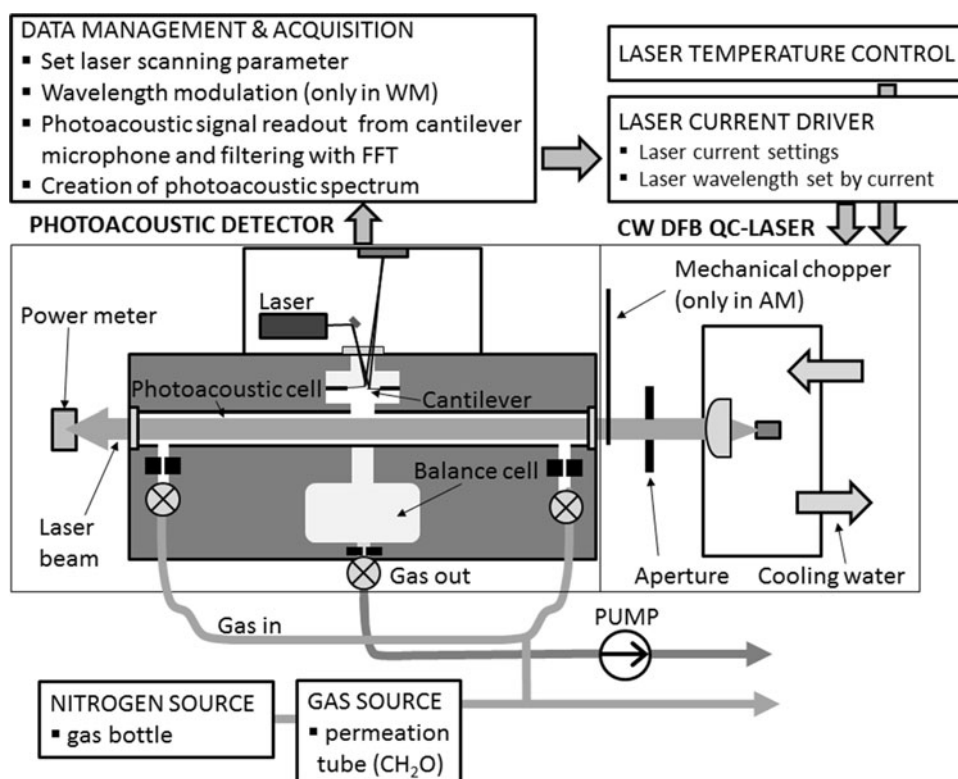 DATA MANAGEMENT & ACQUISITION
▪ Set laser scanning parameter
▪ Wavelength modulation (only in WM)
▪ Photoacoustic signal readout from cantilever
microphone and filtering with FFT
▪ Creation of photoacoustic spectrum
LASER TEMPERATURE CONTROL
LASER CURRENT DRIVER
▪ Laser current settings
▪ Laser wavelength set by current
PHOTOACOUSTIC DETECTOR
CW DFB QC-LASER
Mechanical chopper
(only in AM)
Laser
Power meter
Photoacoustic cell
Cantilever
Balance cell
Laser
beam
Gas out
Aperture
Cooling water
Gas in
PUMP
NITROGEN SOURCE
▪ gas bottle
GAS SOURCE
▪ permeation
tube (CH₂O)